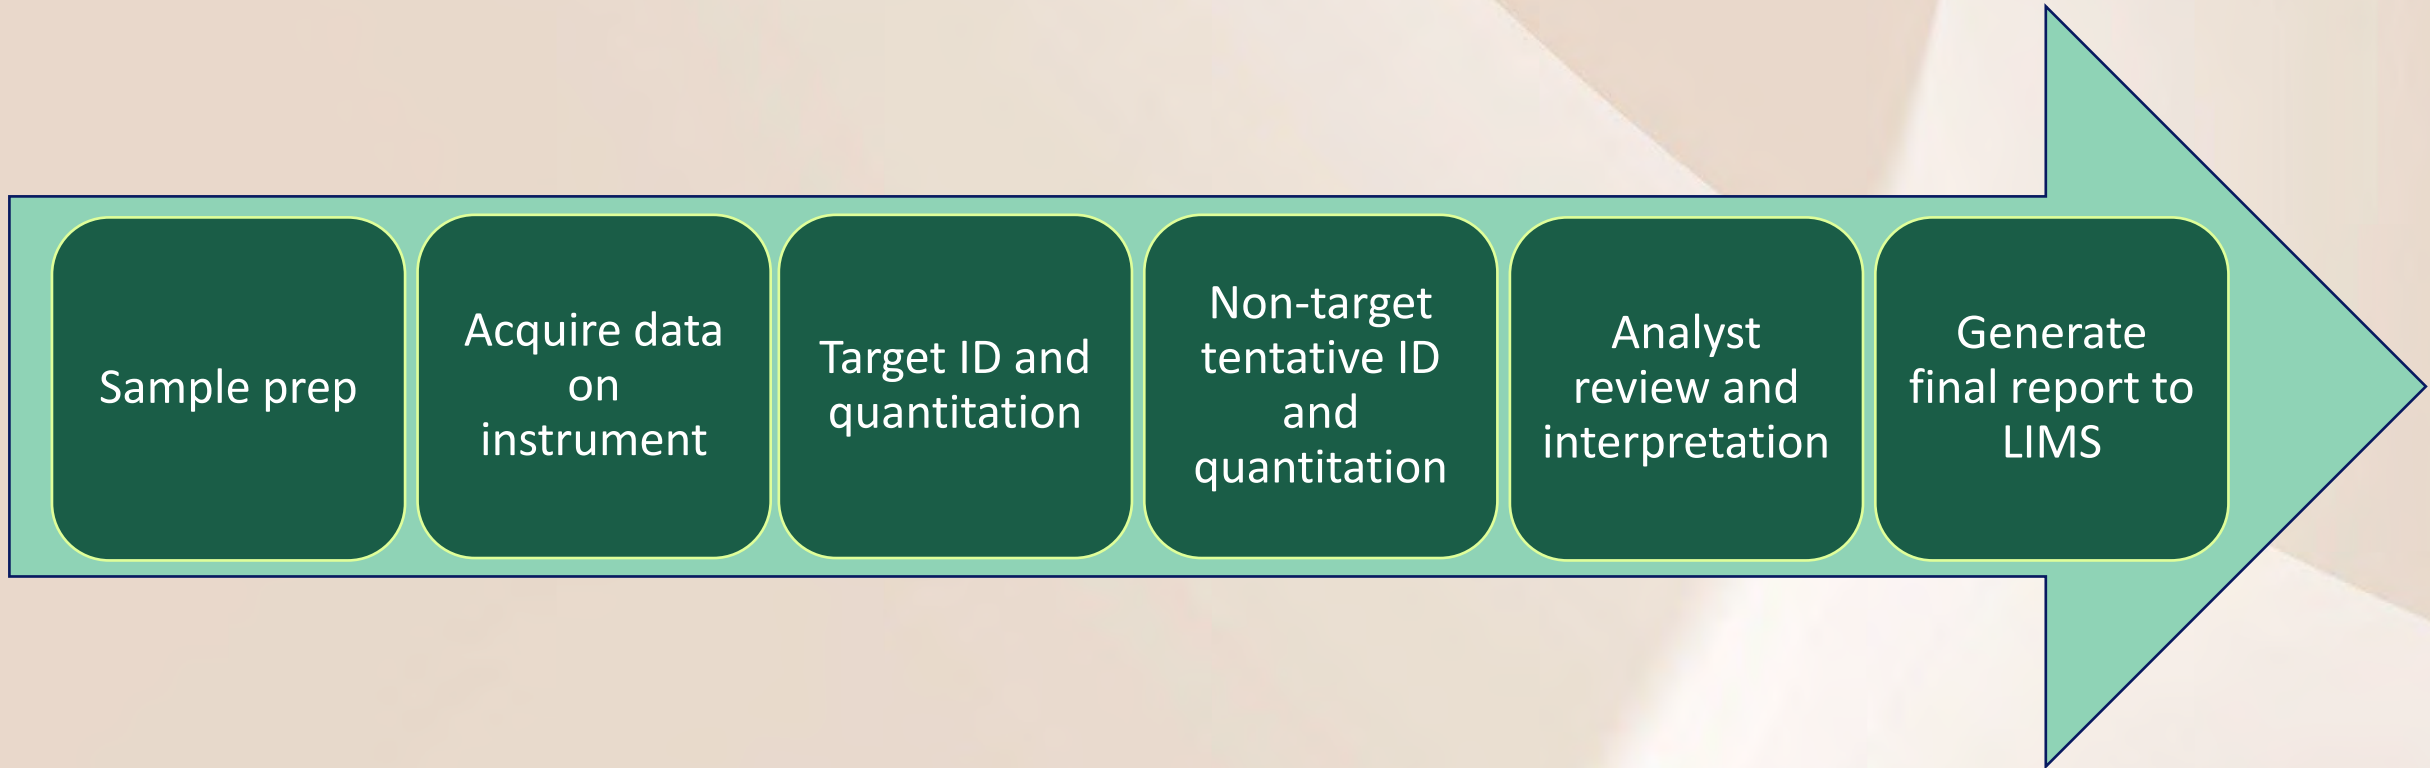 Sample prep
Acquire data
on
instrument
Target ID and
quantitation
Non-target
tentative ID
and
quantitation
Analyst
review and
interpretation
Generate
final report to
LIMS